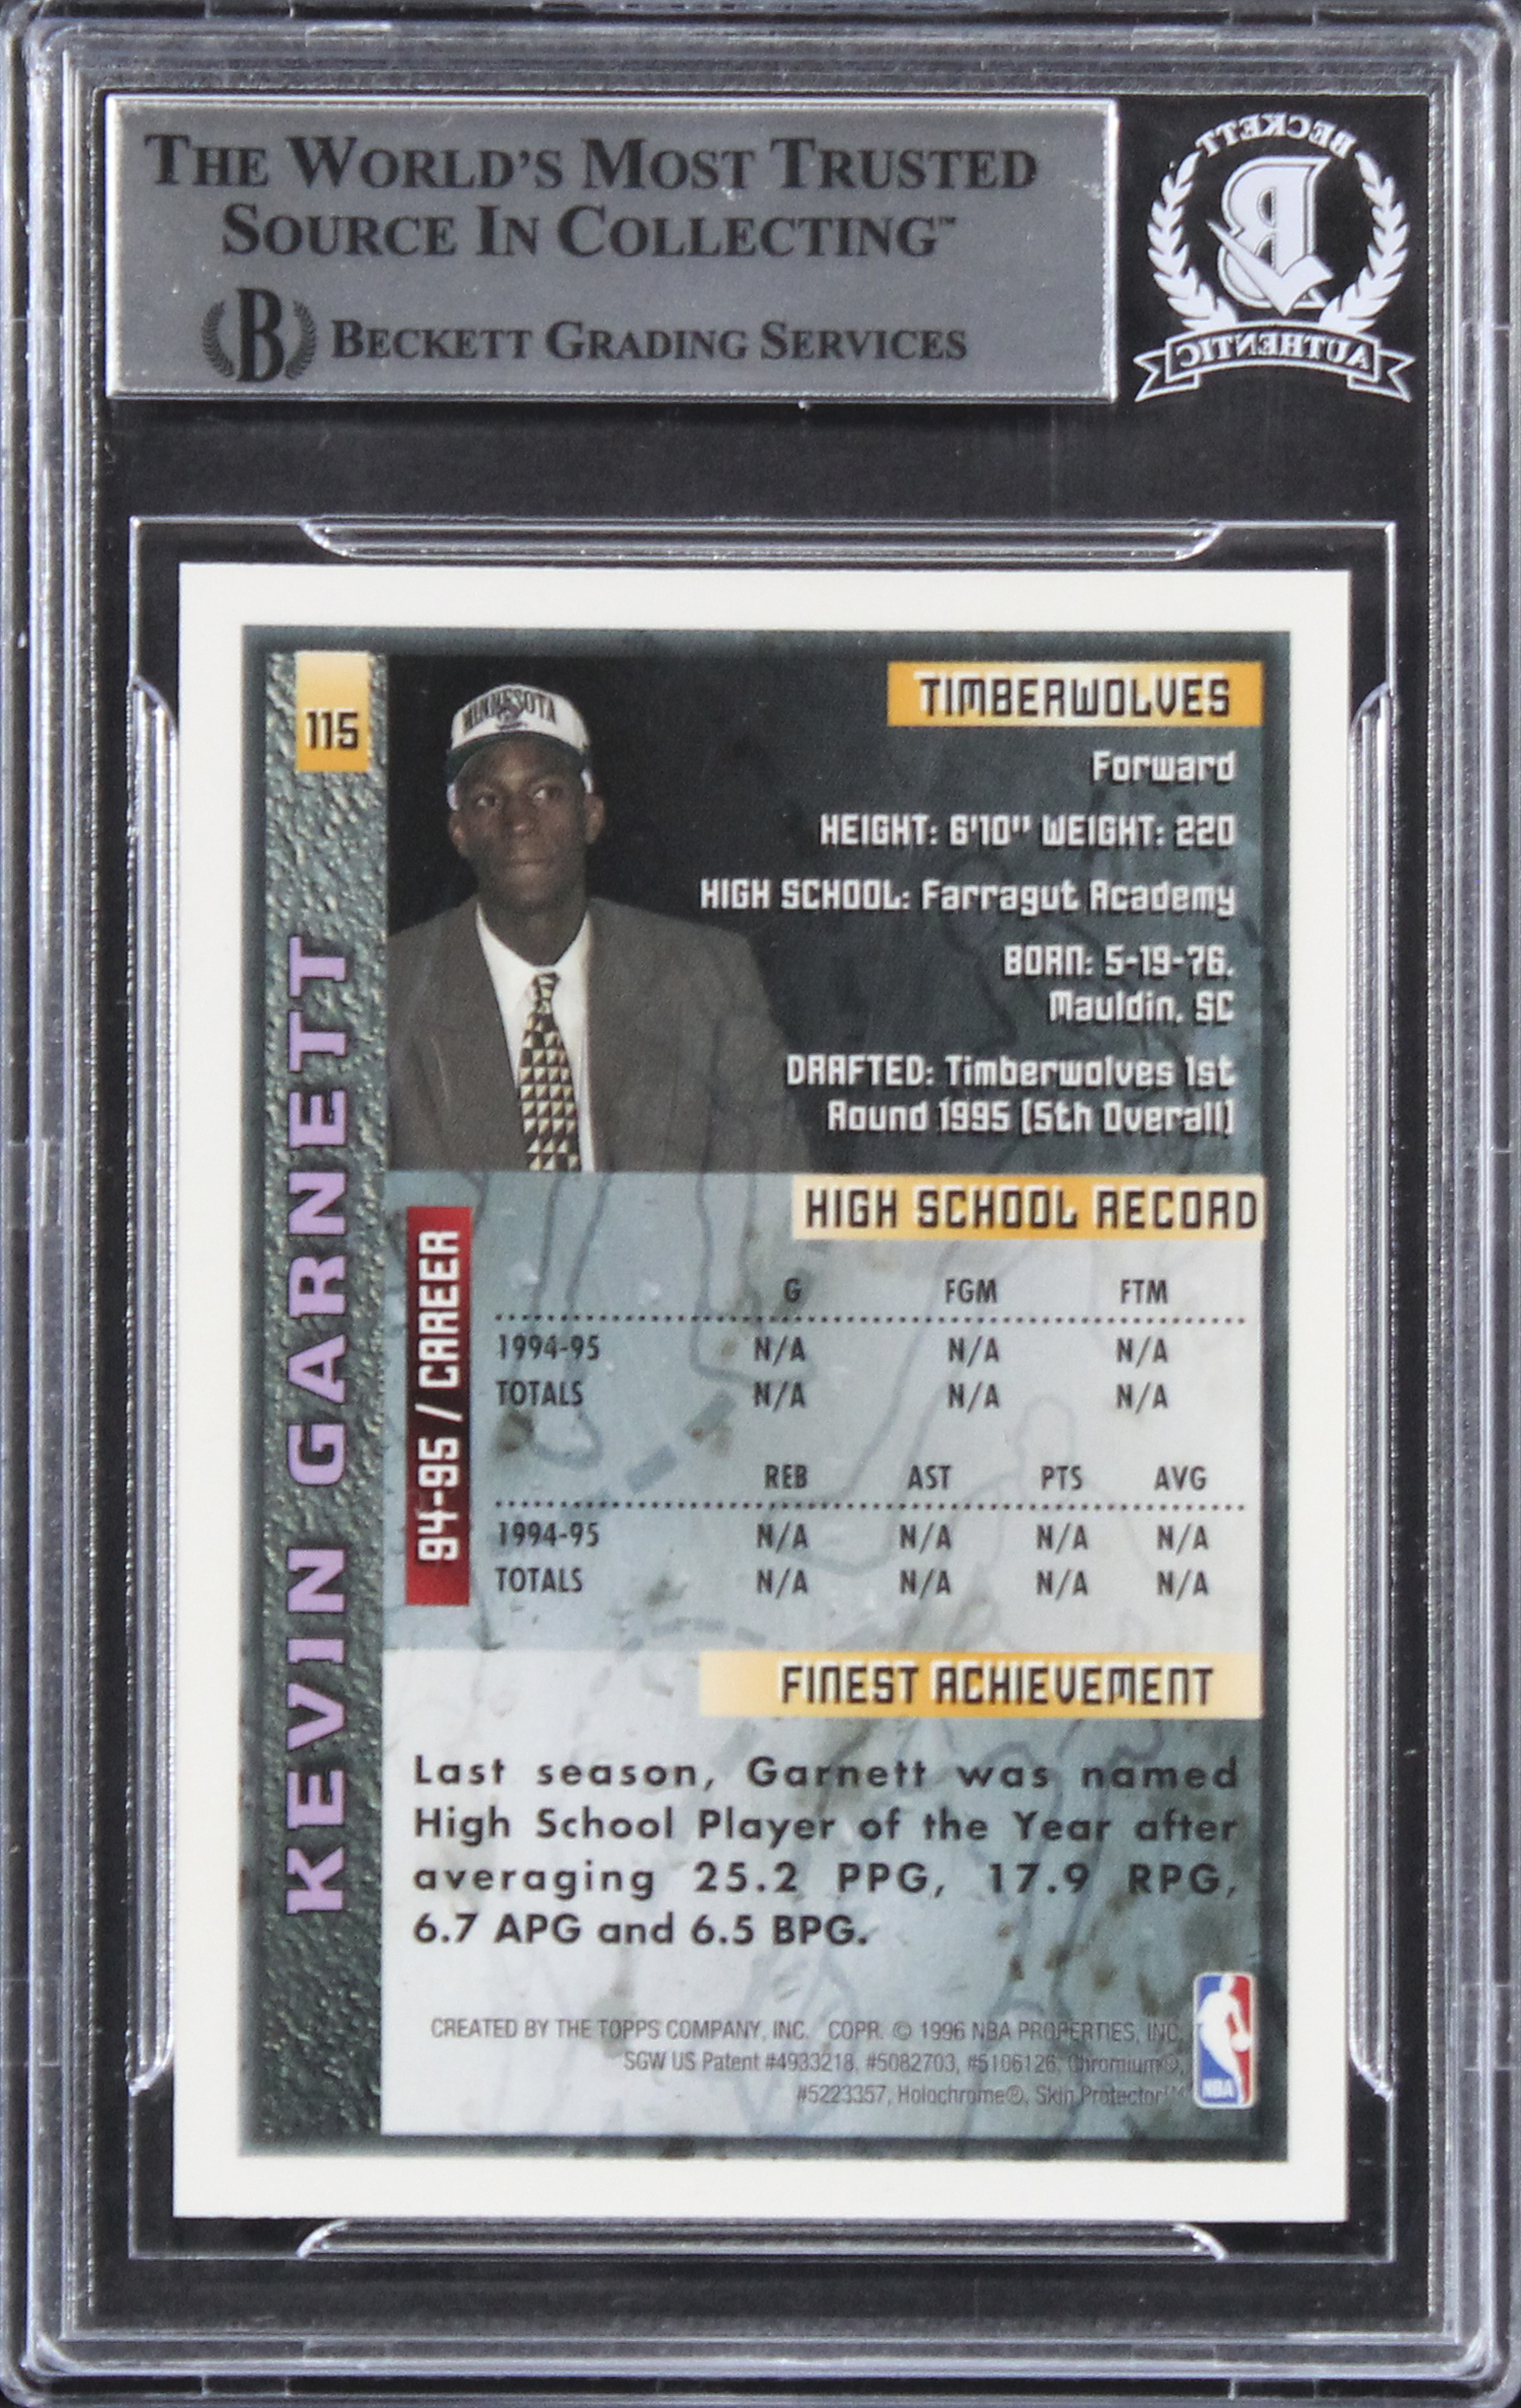 THE WORLD'S MOST TRUSTED
SOURCE IN COLLECTING™
B BECKETT GRADING SERVICES
BECKETT
B
AUTHENTIC
115
MINNESOTA
KEVIN GARNETT
TIMBERWOLVES
Forward
HEIGHT: 6'10" WEIGHT: 220
HIGH SCHOOL: Farragut Academy
BORN: 5-19-76,
Mauldin, SC
DRAFTED: Timberwolves 1st
Round 1995 (5th Overall)
HIGH SCHOOL RECORD
94-95 / CAREER
G FGM FTM
1994-95 N/A N/A N/A
TOTALS N/A N/A N/A
REB AST PTS AVG
1994-95 N/A N/A N/A N/A
TOTALS N/A N/A N/A N/A
FINEST ACHIEVEMENT
Last season, Garnett was named
High School Player of the Year after
averaging 25.2 PPG, 17.9 RPG,
6.7 APG and 6.5 BPG.
CREATED BY THE TOPPS COMPANY, INC. COPR. © 1996 NBA PROPERTIES, INC.
SGW US Patent #4933218, #5082703, #5106126, Chromium®,
#5223357, Holochrome®, Skin Protector™
NBA